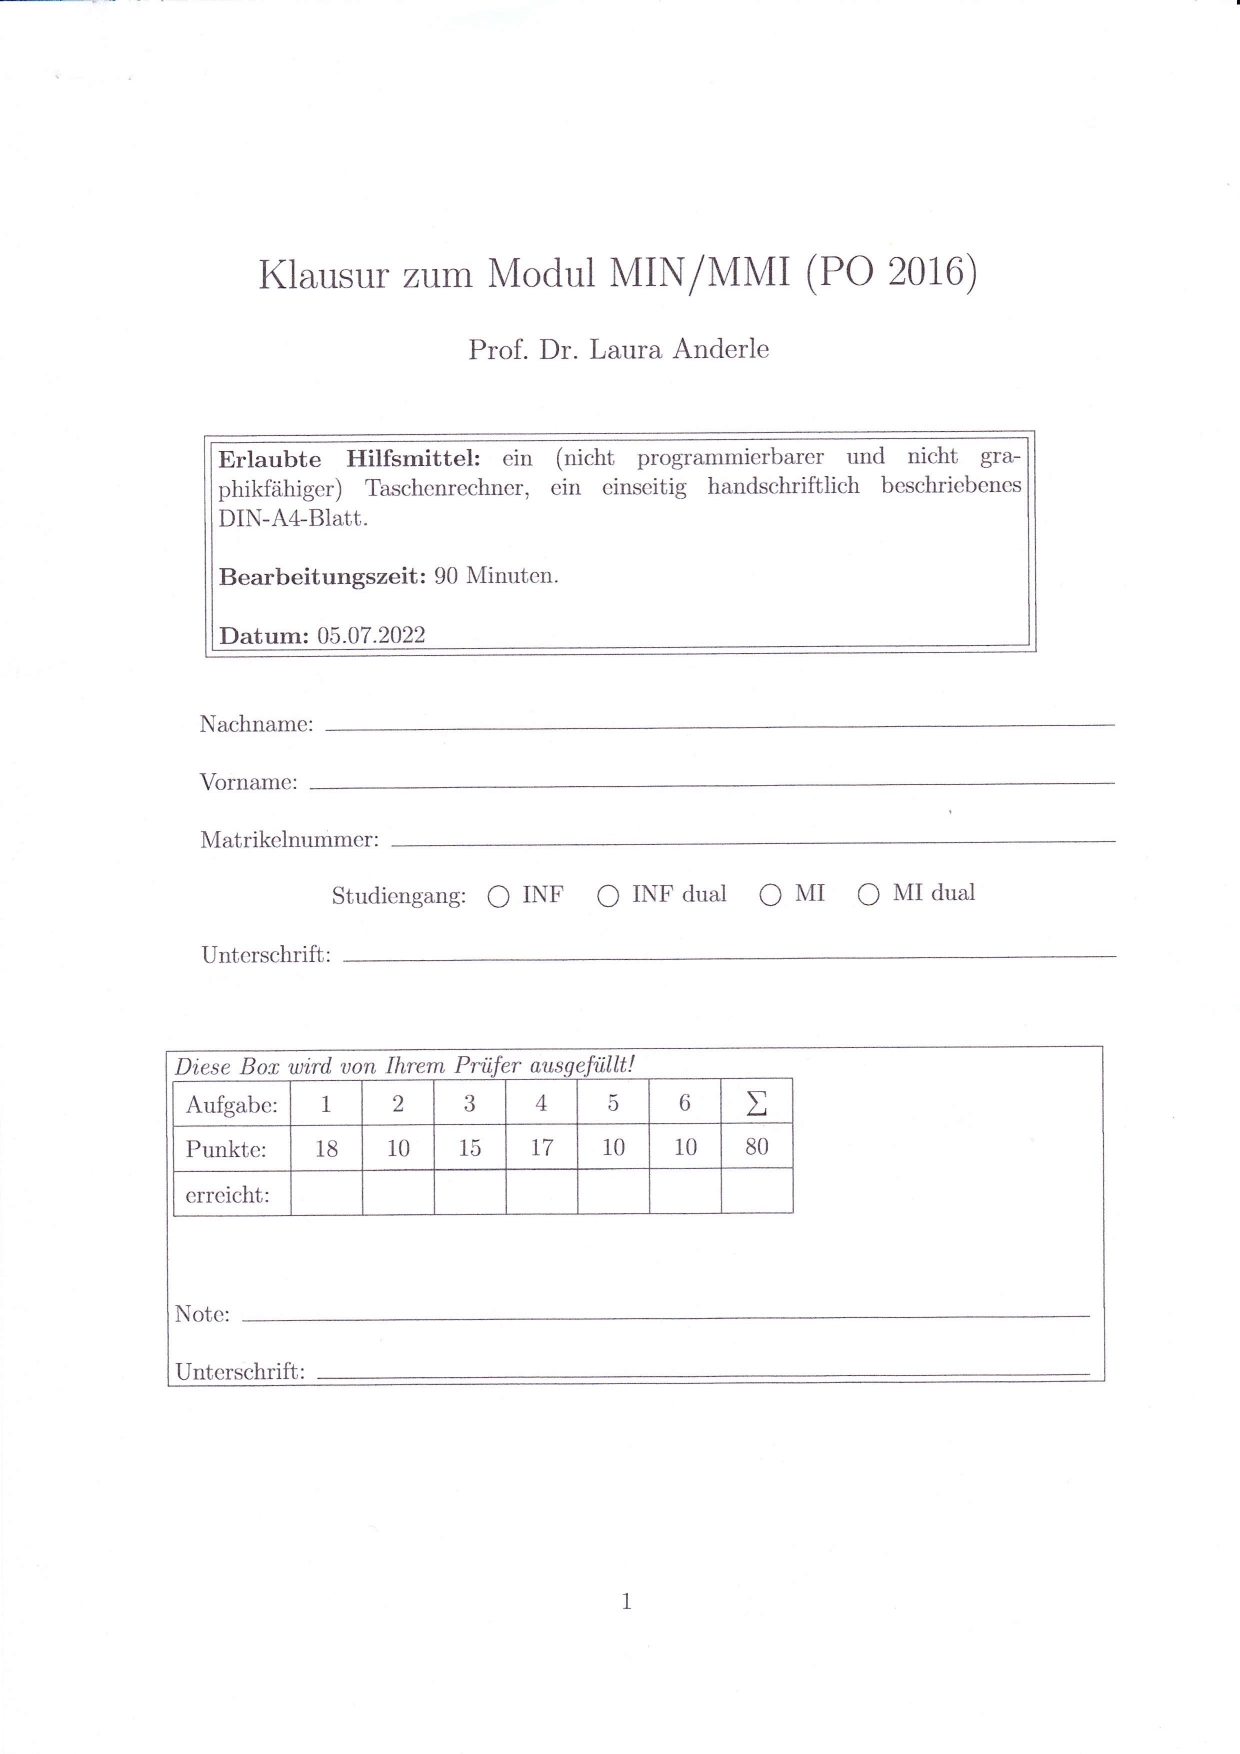 Klausur zum Modul MIN/MMI (PO 2016)
Prof. Dr. Laura Anderle
Erlaubte Hilfsmittel: ein (nicht programmierbarer und nicht gra-
phikfähiger) Taschenrechner, ein einseitig handschriftlich beschriebenes
DIN-A4-Blatt.
Bearbeitungszeit: 90 Minuten.
Datum: 05.07.2022
Nachname:
Vorname:
Matrikelnummer:
Studiengang: ○ INF ○ INF dual ○ MI ○ MI dual
Unterschrift:
Diese Box wird von Ihrem Prüfer ausgefüllt!
Aufgabe: 1 2 3 4 5 6 ∑
Punkte: 18 10 15 17 10 10 80
erreicht:
Note:
Unterschrift:
1